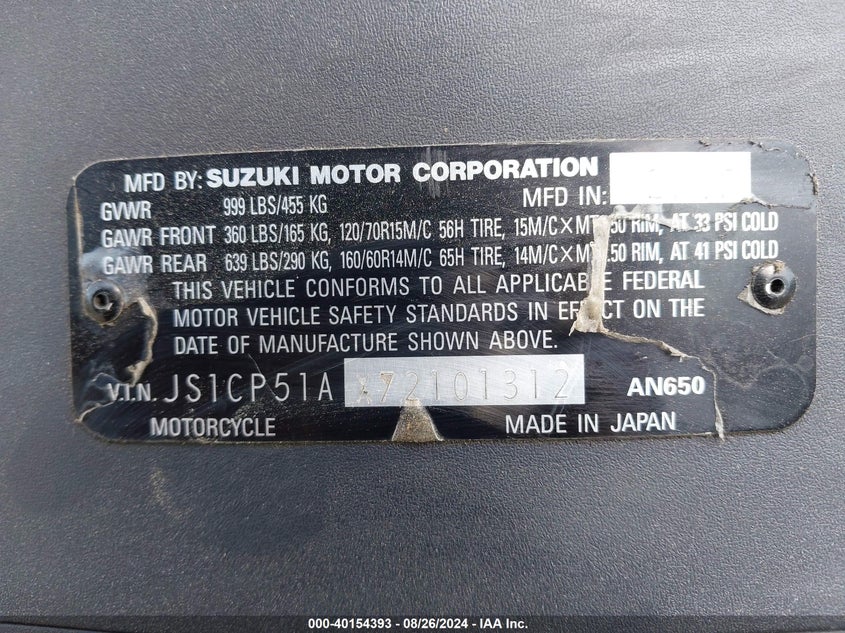 MFD BY: SUZUKI MOTOR CORPORATION
MFD IN:
GVWR 999 LBS/455 KG
GAWR FRONT 360 LBS/165 KG, 120/70R15M/C 56H TIRE, 15M/C×MT 50 RIM, AT 33 PSI COLD
GAWR REAR 639 LBS/290 KG, 160/60R14M/C 65H TIRE, 14M/C×MT .50 RIM, AT 41 PSI COLD
THIS VEHICLE CONFORMS TO ALL APPLICABLE FEDERAL
MOTOR VEHICLE SAFETY STANDARDS IN EFFECT ON THE
DATE OF MANUFACTURE SHOWN ABOVE.
V.I.N. JS1CP51A X72101312 AN650
MOTORCYCLE MADE IN JAPAN
000-40154393 - 08/26/2024 - IAA Inc.